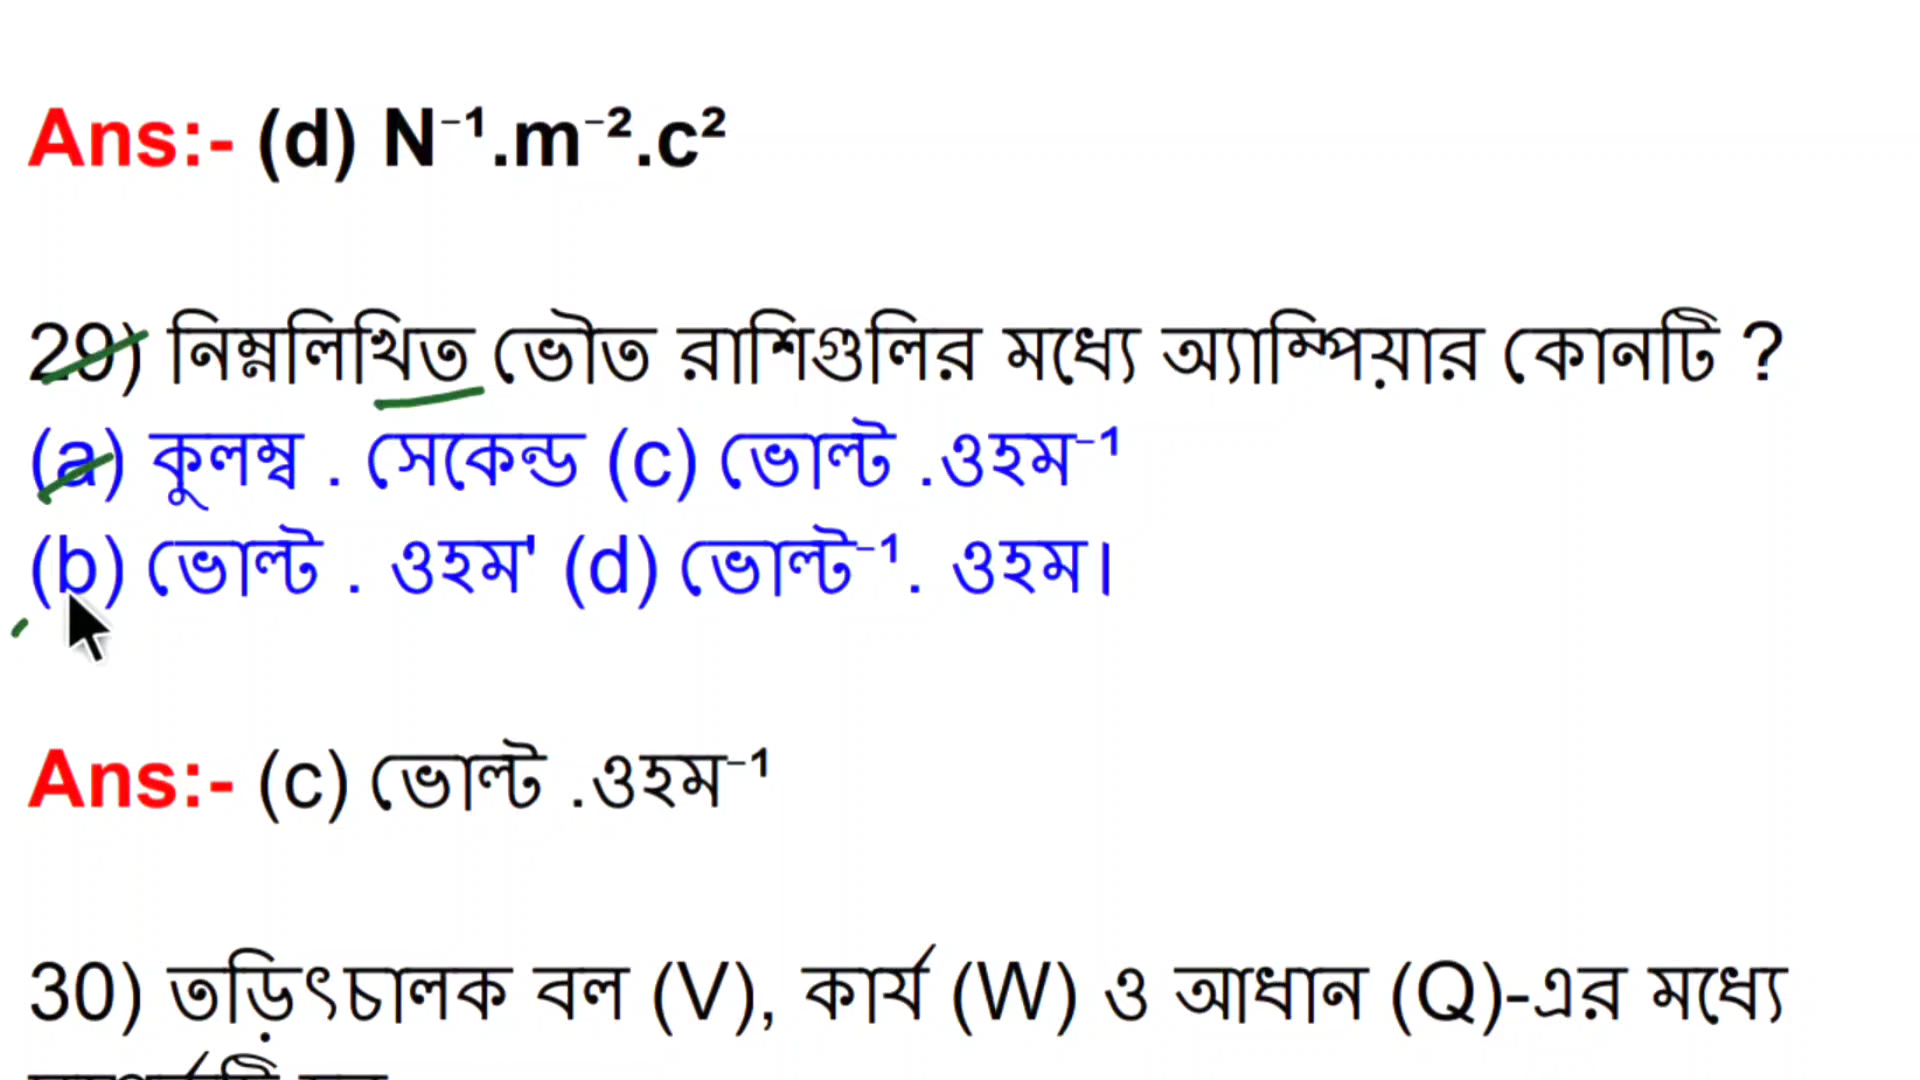 Ans:- (d) N⁻¹.m⁻².c²
29) নিম্নলিখিত ভৌত রাশিগুলির মধ্যে অ্যাম্পিয়ার কোনটি ?
(a) কুলম্ব . সেকেন্ড (c) ভোল্ট .ওহম⁻¹
(b) ভোল্ট . ওহম' (d) ভোল্ট⁻¹. ওহম।
Ans:- (c) ভোল্ট .ওহম⁻¹
30) তড়িৎচালক বল (V), কার্য (W) ও আধান (Q)-এর মধ্যে